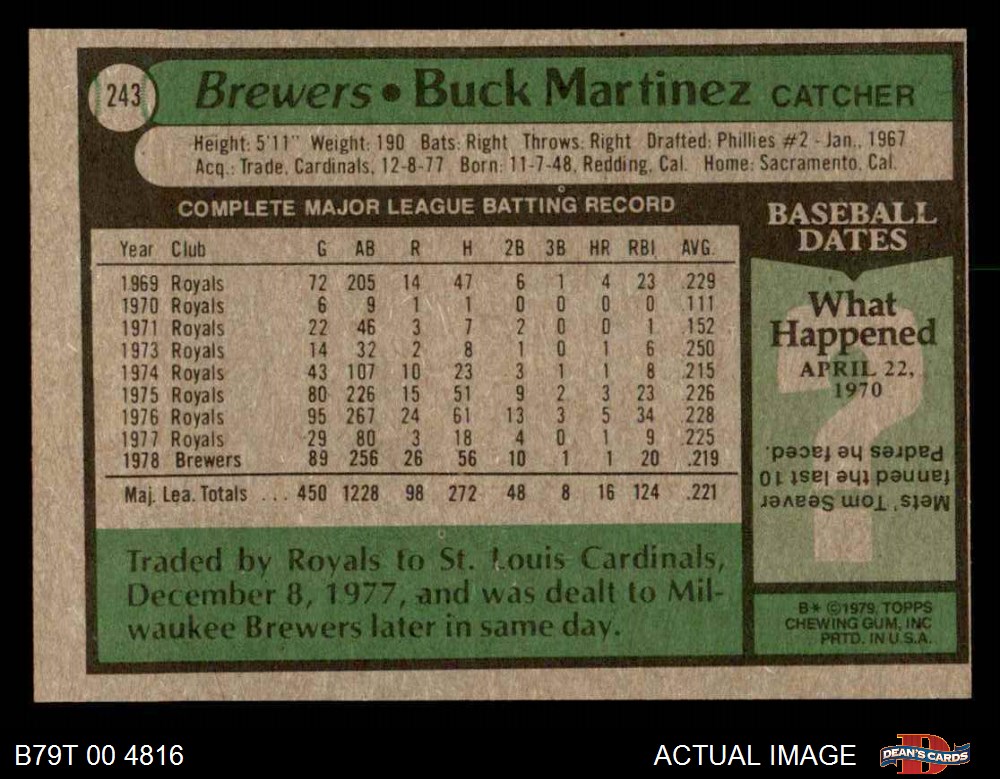 243
Brewers • Buck Martinez CATCHER
Height: 5'11" Weight: 190 Bats: Right Throws: Right Drafted: Phillies #2 - Jan., 1967
Acq.: Trade, Cardinals, 12-8-77 Born: 11-7-48, Redding, Cal. Home: Sacramento, Cal.
COMPLETE MAJOR LEAGUE BATTING RECORD
Year Club G AB R H 2B 3B HR RBI AVG.
1969 Royals 72 205 14 47 6 1 4 23 .229
1970 Royals 6 9 1 1 0 0 0 0 .111
1971 Royals 22 46 3 7 2 0 0 1 .152
1973 Royals 14 32 2 8 1 0 1 6 .250
1974 Royals 43 107 10 23 3 1 1 8 .215
1975 Royals 80 226 15 51 9 2 3 23 .226
1976 Royals 95 267 24 61 13 3 5 34 .228
1977 Royals 29 80 3 18 4 0 1 9 .225
1978 Brewers 89 256 26 56 10 1 1 20 .219
Maj. Lea. Totals ... 450 1228 98 272 48 8 16 124 .221
Traded by Royals to St. Louis Cardinals,
December 8, 1977, and was dealt to Mil-
waukee Brewers later in same day.
BASEBALL
DATES
What
Happened
APRIL 22,
1970
?
Mets' Tom Seaver
fanned the last 10
Padres he faced.
B* ©1979, TOPPS
CHEWING GUM, INC
PRTD. IN U.S.A.
B79T 00 4816
ACTUAL IMAGE
D
DEAN'S CARDS